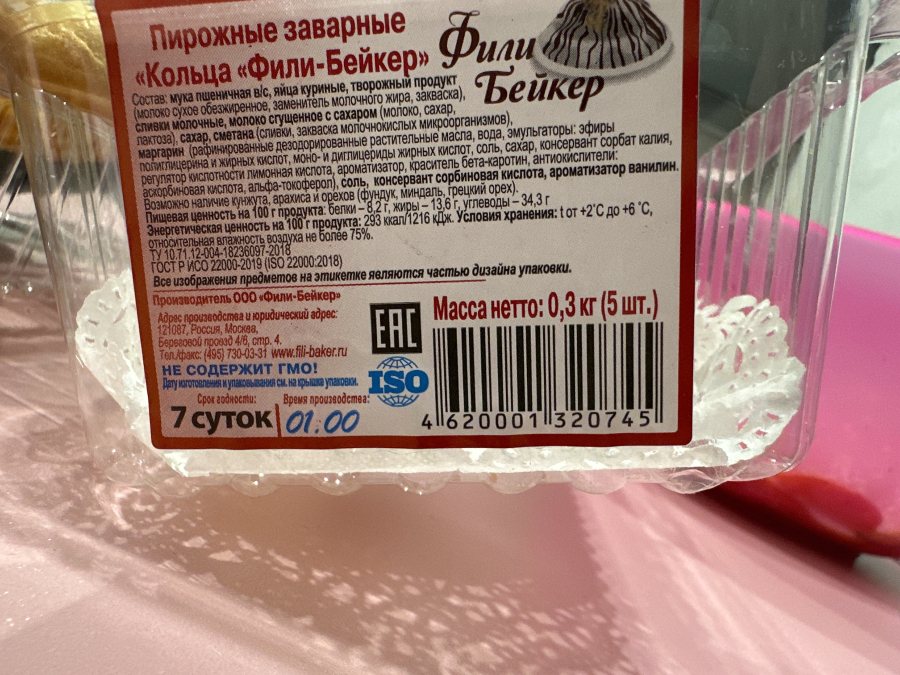 Пирожные заварные
«Кольца «Фили-Бейкер»
Фили
Бейкер
Состав: мука пшеничная в/с, яйца куриные, творожный продукт
(молоко сухое обезжиренное, заменитель молочного жира, закваска),
сливки молочные, молоко сгущенное с сахаром (молоко, сахар,
лактоза), сахар, сметана (сливки, закваска молочнокислых микроорганизмов),
маргарин (рафинированные дезодорированные растительные масла, вода, эмульгаторы: эфиры
полиглицерина и жирных кислот, моно- и диглицериды жирных кислот, соль, сахар, консервант сорбат калия,
регулятор кислотности лимонная кислота, ароматизатор, краситель бета-каротин, антиокислители:
аскорбиновая кислота, альфа-токоферол), соль, консервант сорбиновая кислота, ароматизатор ванилин.
Возможно наличие кунжута, арахиса и орехов (фундук, миндаль, грецкий орех).
Пищевая ценность на 100 г продукта: белки – 8,2 г, жиры – 13,6 г, углеводы – 34,3 г
Энергетическая ценность на 100 г продукта: 293 ккал/1216 кДж. Условия хранения: t от +2°С до +6 °С,
относительная влажность воздуха не более 75%.
ТУ 10.71.12-004-18236097-2018
ГОСТ Р ИСО 22000-2019 (ISO 22000:2018)
Все изображения предметов на этикетке являются частью дизайна упаковки.
Производитель ООО «Фили-Бейкер»
Адрес производства и юридический адрес:
121087, Россия, Москва,
Береговой проезд 4/6, стр. 4.
Тел./факс: (495) 730-03-31 www.fili-baker.ru
НЕ СОДЕРЖИТ ГМО!
Дату изготовления и упаковывания см. на крышке упаковки.
Срок годности:
7 суток
Время производства:
01:00
EAC
ISO
Масса нетто: 0,3 кг (5 шт.)
4 620001 320745